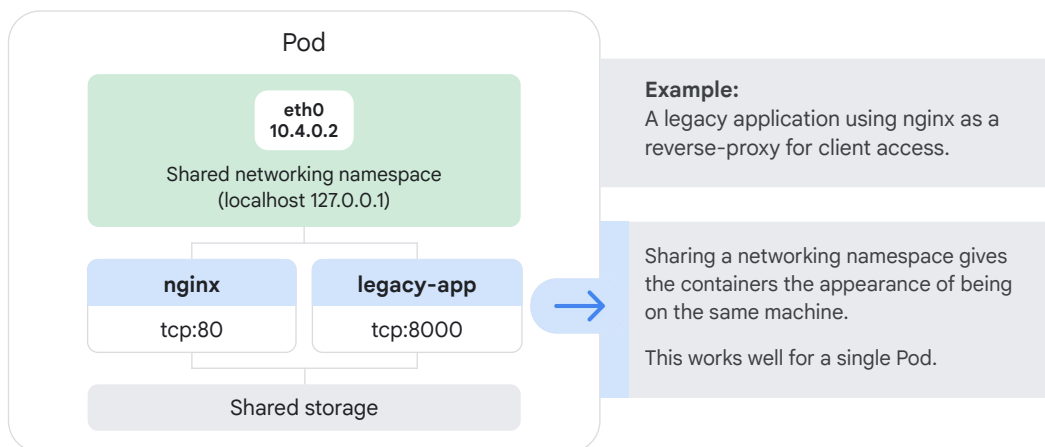 Pod
eth0
10.4.0.2
Shared networking namespace
(localhost 127.0.0.1)
nginx
tcp:80
legacy-app
tcp:8000
Shared storage
Example:
A legacy application using nginx as a
reverse-proxy for client access.
Sharing a networking namespace gives
the containers the appearance of being
on the same machine.
This works well for a single Pod.